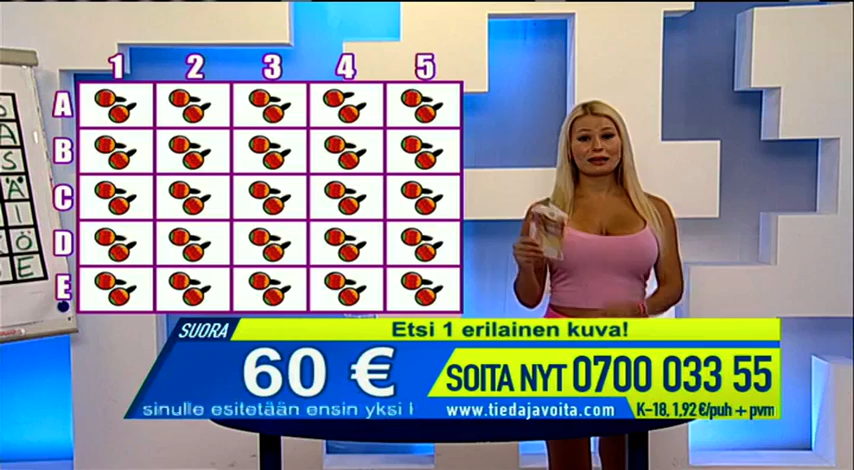 1 2 3 4 5
A
B
C
D
E
S
A
S
Ä
I
Ö
E
SUORA
Etsi 1 erilainen kuva!
60 €
SOITA NYT 0700 033 55
sinulle esitetään ensin yksi
www.tiedajavoita.com
K-18, 1,92 €/puh + pvm